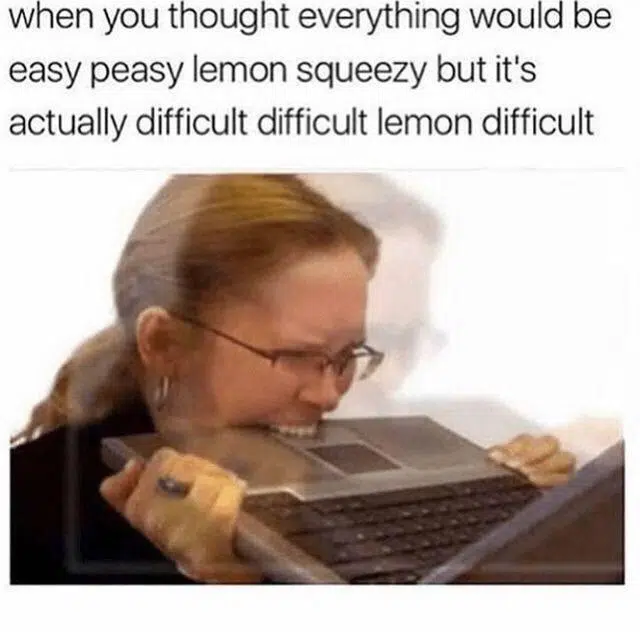 when you thought everything would be
easy peasy lemon squeezy but it's
actually difficult difficult lemon difficult